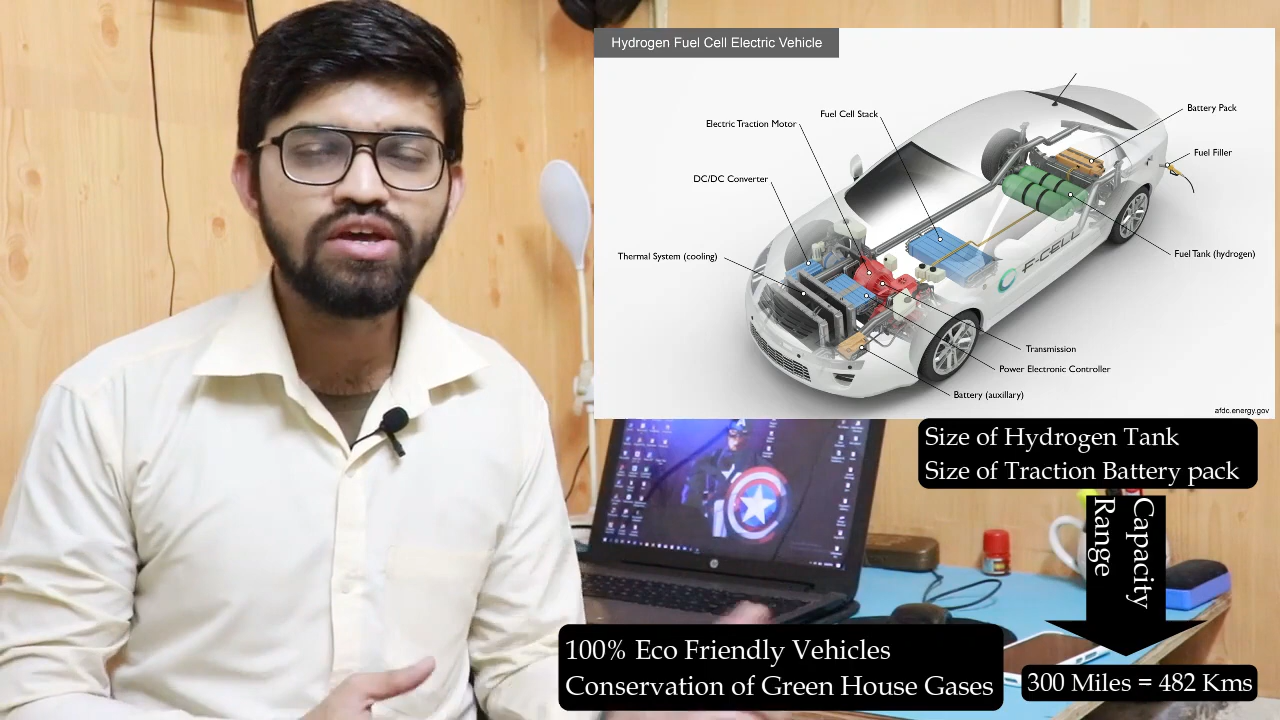 Hydrogen Fuel Cell Electric Vehicle
Battery Pack
Fuel Cell Stack
Electric Traction Motor
Fuel Filler
DC/DC Converter
Thermal System (cooling)
Fuel Tank (hydrogen)
F-CELL
Transmission
Power Electronic Controller
Battery (auxillary)
afdc.energy.gov
Size of Hydrogen Tank
Size of Traction Battery pack
Capacity
Range
hp
100% Eco Friendly Vehicles
Conservation of Green House Gases
300 Miles = 482 Kms